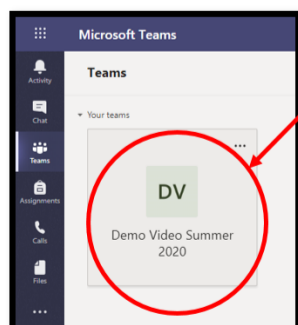 Microsoft Teams
Activity
Chat
Teams
Assignments
Calls
Files
...
Teams
Your teams
...
DV
Demo Video Summer
2020